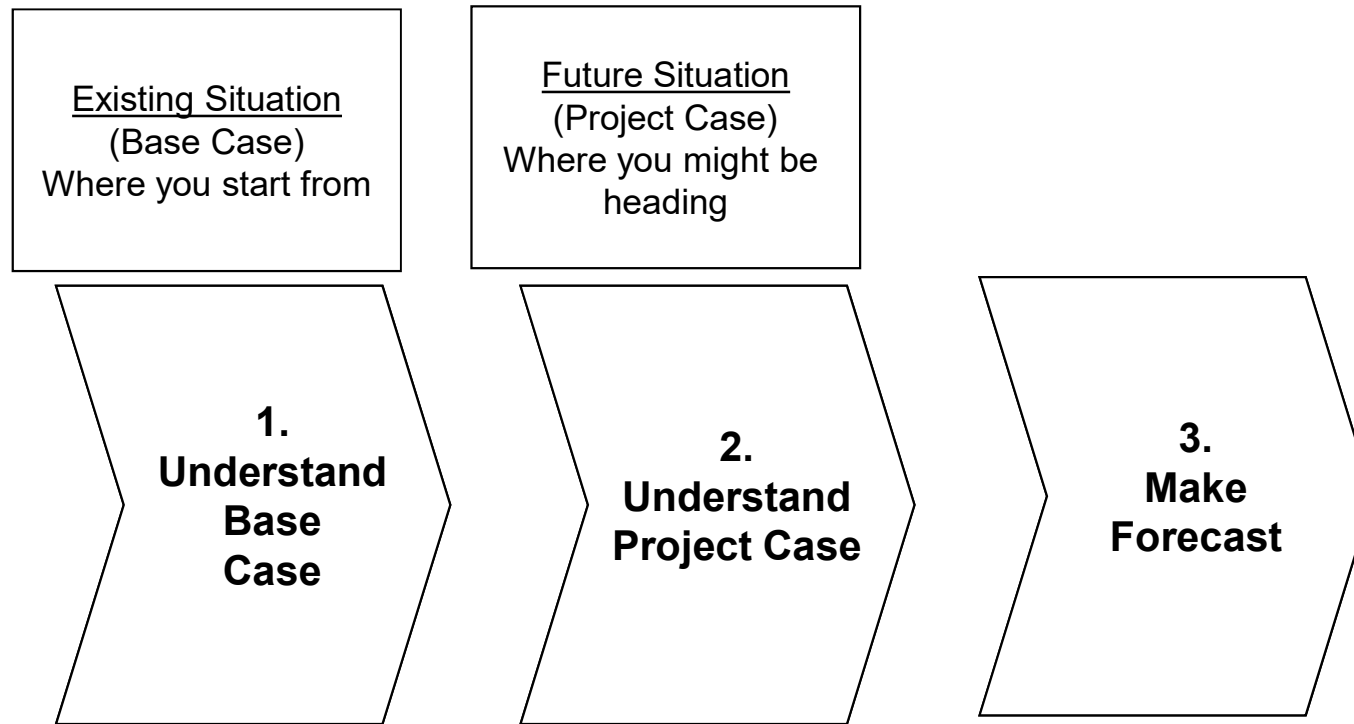 Existing Situation
(Base Case)
Where you start from
Future Situation
(Project Case)
Where you might be
heading
1.
Understand
Base
Case
2.
Understand
Project Case
3.
Make
Forecast